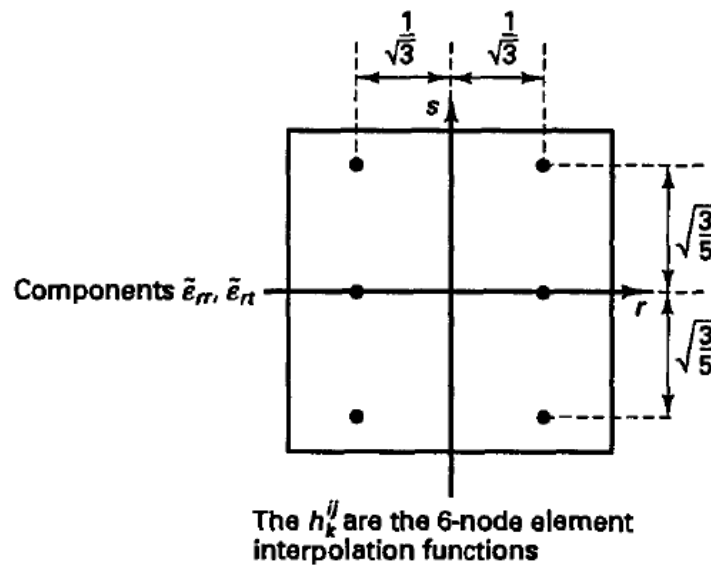 1/√3 1/√3
s
√3/5
Components ε̃rr, ε̃rt
r
√3/5
The h_k^ij are the 6-node element
interpolation functions